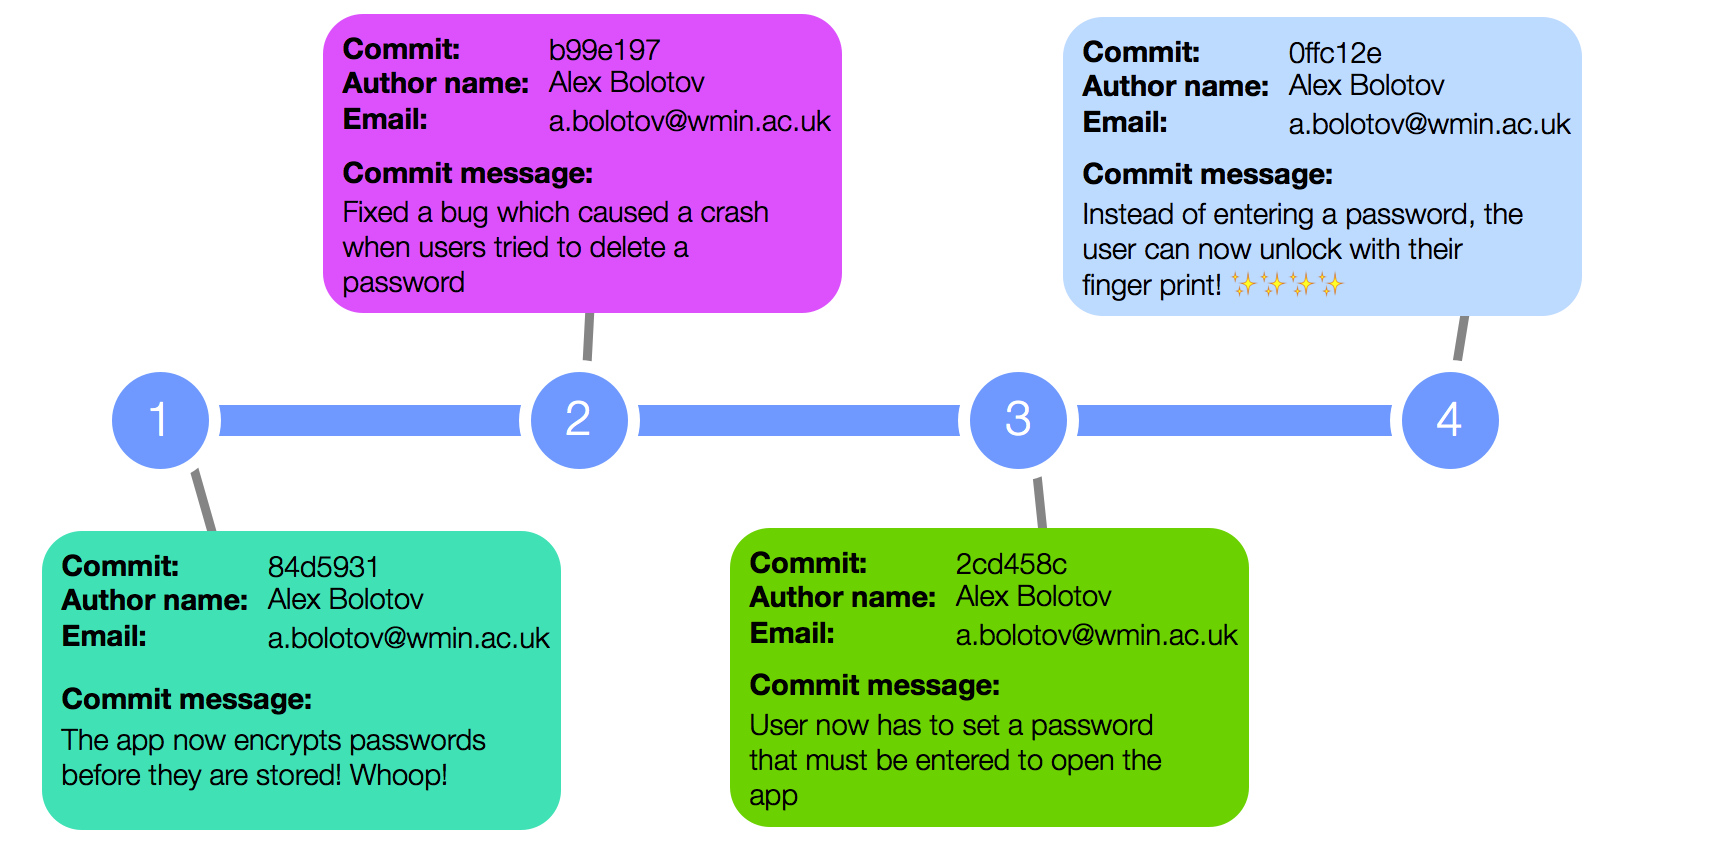 Commit: b99e197
Author name: Alex Bolotov
Email: a.bolotov@wmin.ac.uk
Commit message:
Fixed a bug which caused a crash
when users tried to delete a
password
Commit: 0ffc12e
Author name: Alex Bolotov
Email: a.bolotov@wmin.ac.uk
Commit message:
Instead of entering a password, the
user can now unlock with their
finger print! ✨✨✨✨
1 2 3 4
Commit: 84d5931
Author name: Alex Bolotov
Email: a.bolotov@wmin.ac.uk
Commit message:
The app now encrypts passwords
before they are stored! Whoop!
Commit: 2cd458c
Author name: Alex Bolotov
Email: a.bolotov@wmin.ac.uk
Commit message:
User now has to set a password
that must be entered to open the
app